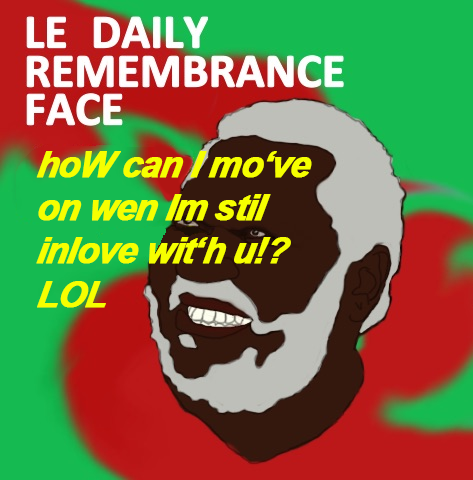 LE DAILY
REMEMBRANCE
FACE
hoW can I mo‘ve
on wen Im stil
inlove wit‘h u!?
LOL